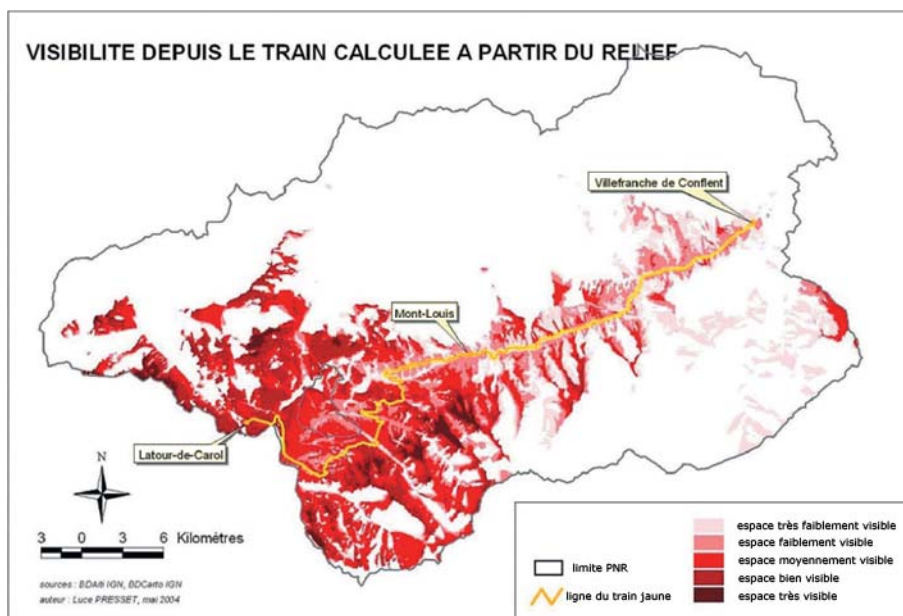 VISIBILITE DEPUIS LE TRAIN CALCULEE A PARTIR DU RELIEF
Villefranche de Conflent
Mont-Louis
Latour-de-Carol
N
3 0 3 6 Kilométres
sources : BDAlti IGN, BDCarto IGN
auteur : Luce PRESSET, mai 2004
limite PNR
ligne du train jaune
espace très faiblement visible
espace faiblement visible
espace moyennement visible
espace bien visible
espace très visible